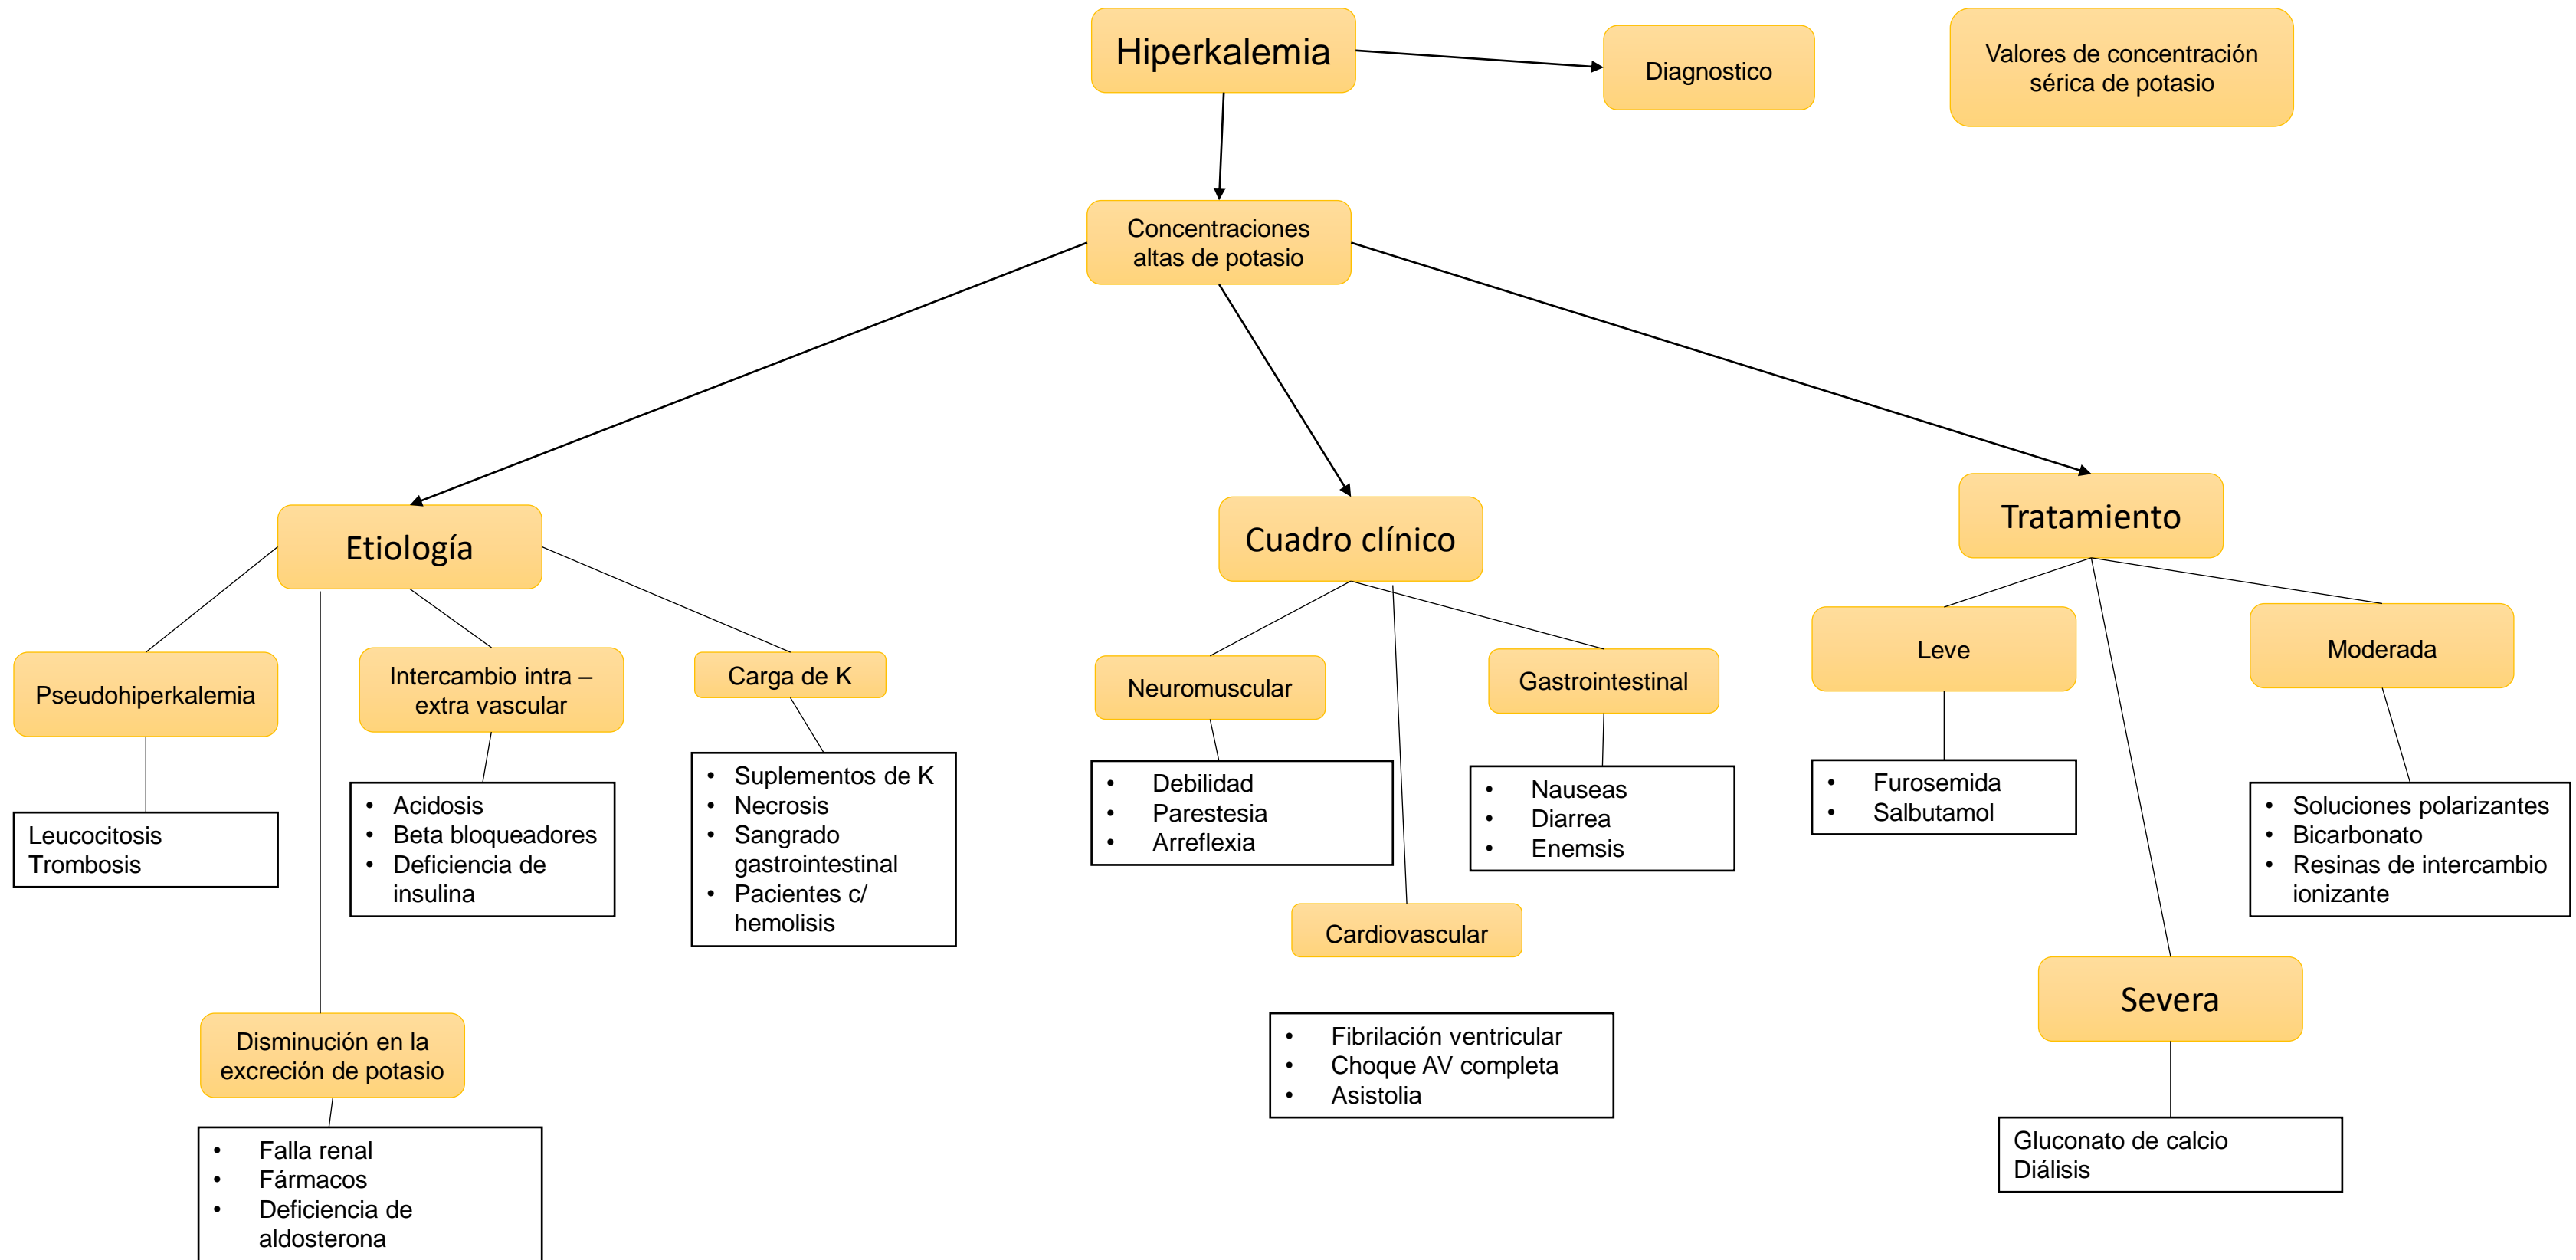 Hiperkalemia
Diagnostico
Valores de concentración
sérica de potasio
Concentraciones
altas de potasio
Etiología
Cuadro clínico
Tratamiento
Pseudohiperkalemia
Leucocitosis
Trombosis
Intercambio intra –
extra vascular
• Acidosis
• Beta bloqueadores
• Deficiencia de
insulina
Carga de K
• Suplementos de K
• Necrosis
• Sangrado
gastrointestinal
• Pacientes c/
hemolisis
Disminución en la
excreción de potasio
• Falla renal
• Fármacos
• Deficiencia de
aldosterona
Neuromuscular
• Debilidad
• Parestesia
• Arreflexia
Gastrointestinal
• Nauseas
• Diarrea
• Enemsis
Cardiovascular
• Fibrilación ventricular
• Choque AV completa
• Asistolia
Leve
• Furosemida
• Salbutamol
Moderada
• Soluciones polarizantes
• Bicarbonato
• Resinas de intercambio
ionizante
Severa
Gluconato de calcio
Diálisis